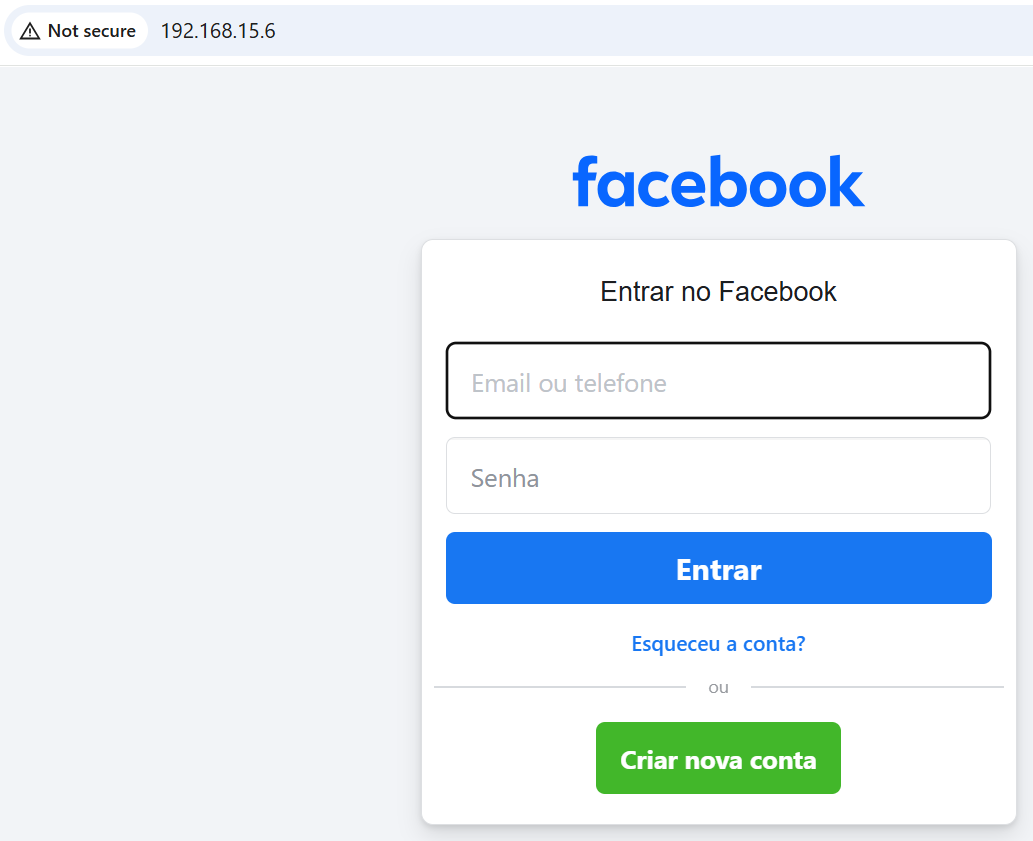 Not secure 192.168.15.6
facebook
Entrar no Facebook
Email ou telefone
Senha
Entrar
Esqueceu a conta?
ou
Criar nova conta